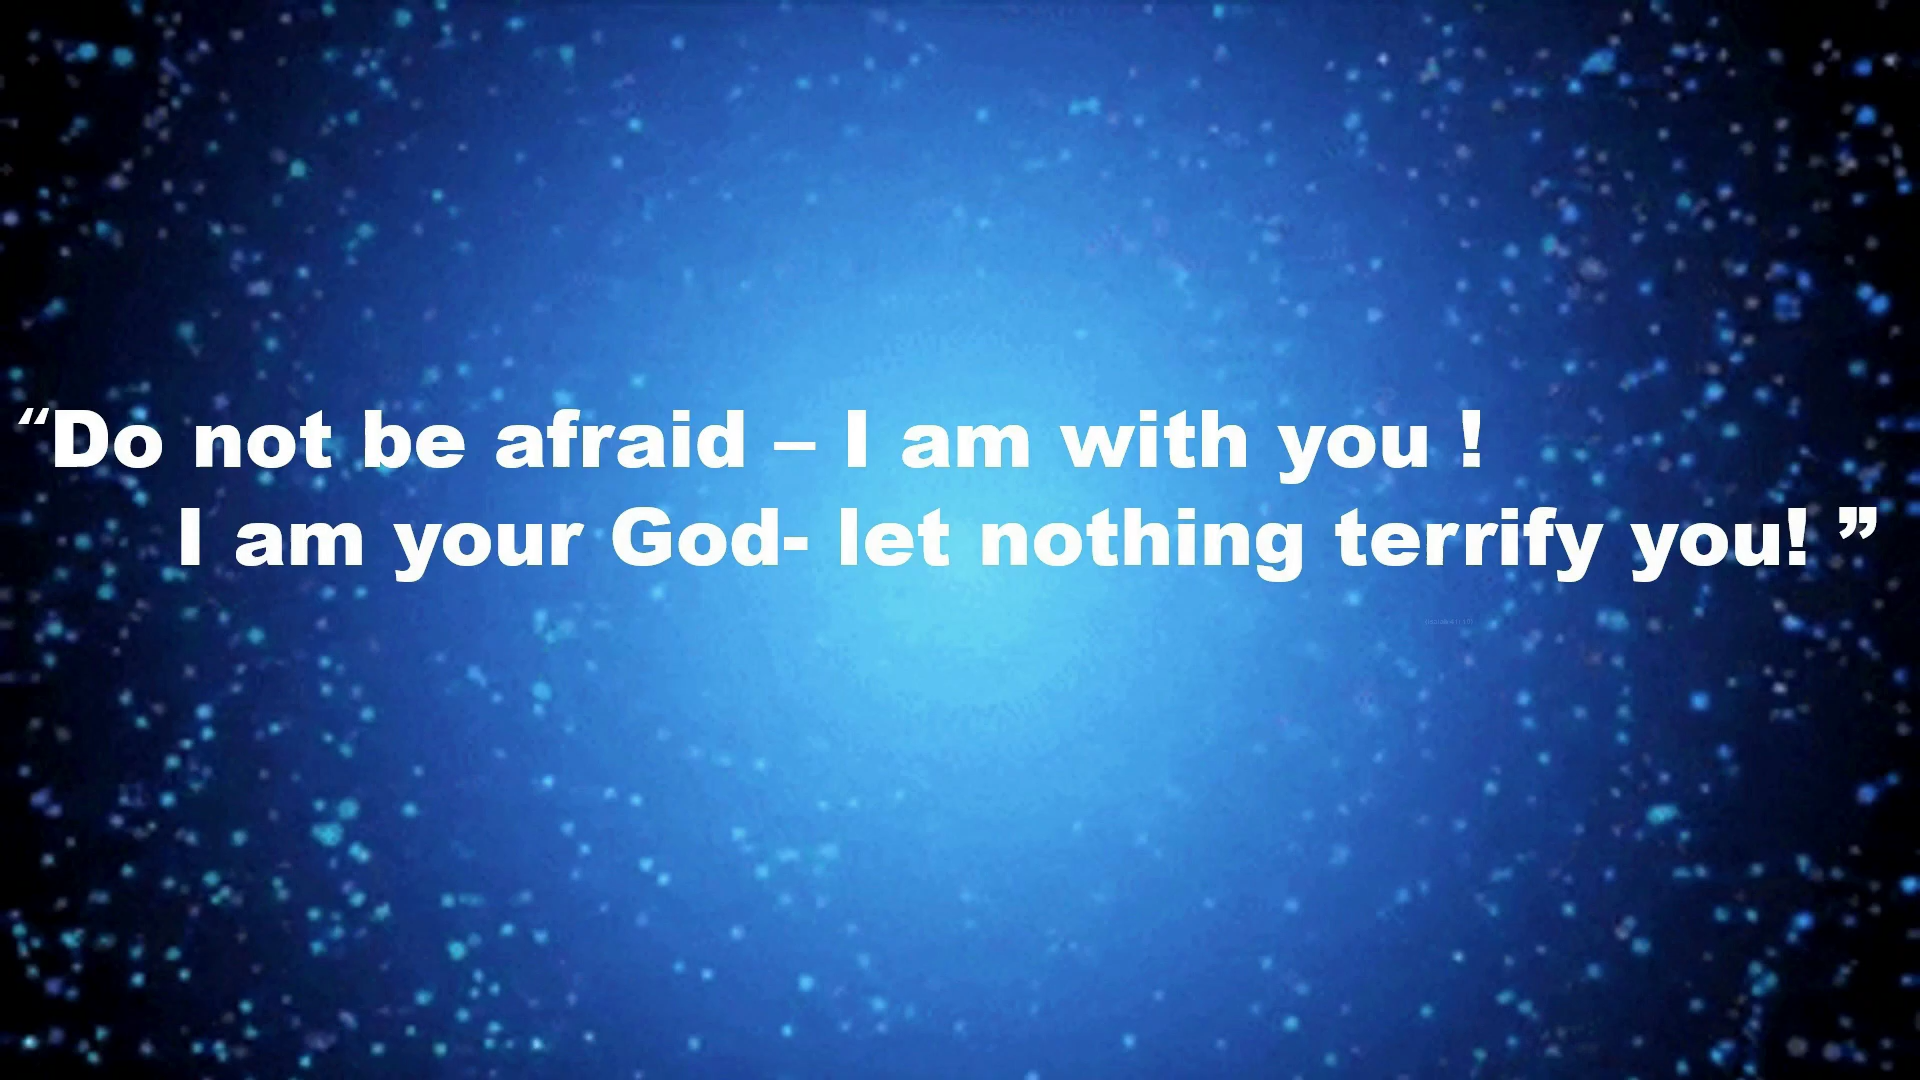 “Do not be afraid – I am with you !
I am your God- let nothing terrify you! ”